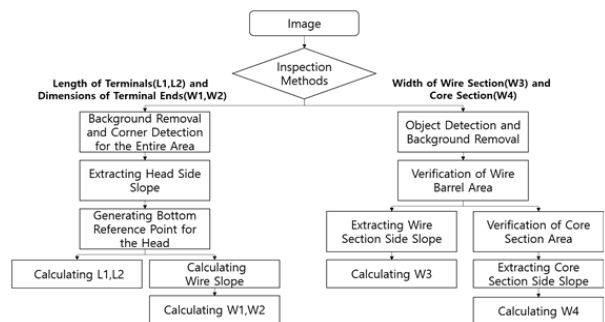 Image
Inspection
Methods
Length of Terminals(L1,L2) and
Dimensions of Terminal Ends(W1,W2)
Width of Wire Section(W3) and
Core Section(W4)
Background Removal
and Corner Detection
for the Entire Area
Object Detection and
Background Removal
Extracting Head Side
Slope
Verification of Wire
Barrel Area
Generating Bottom
Reference Point for
the Head
Extracting Wire
Section Side Slope
Verification of Core
Section Area
Calculating L1,L2
Calculating
Wire Slope
Calculating W3
Extracting Core
Section Side Slope
Calculating W1,W2
Calculating W4